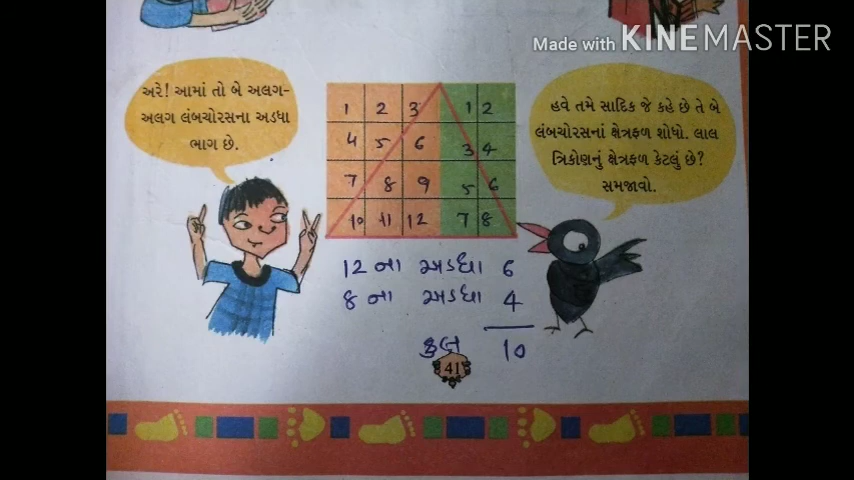 Made with KINEMASTER
અરે! આમાં તો બે અલગ-
અલગ લંબચોરસના અડધા
ભાગ છે.
હવે તમે સાદિક જે કહે છે તે બે
લંબચોરસનાં ક્ષેત્રફળ શોધો. લાલ
ત્રિકોણનું ક્ષેત્રફળ કેટલું છે?
સમજાવો.
1 2 3 1 2
4 5 6 3 4
7 8 9 5 6
10 11 12 7 8
12 ના અડધા 6
8 ના અડધા 4
કુલ 10
41